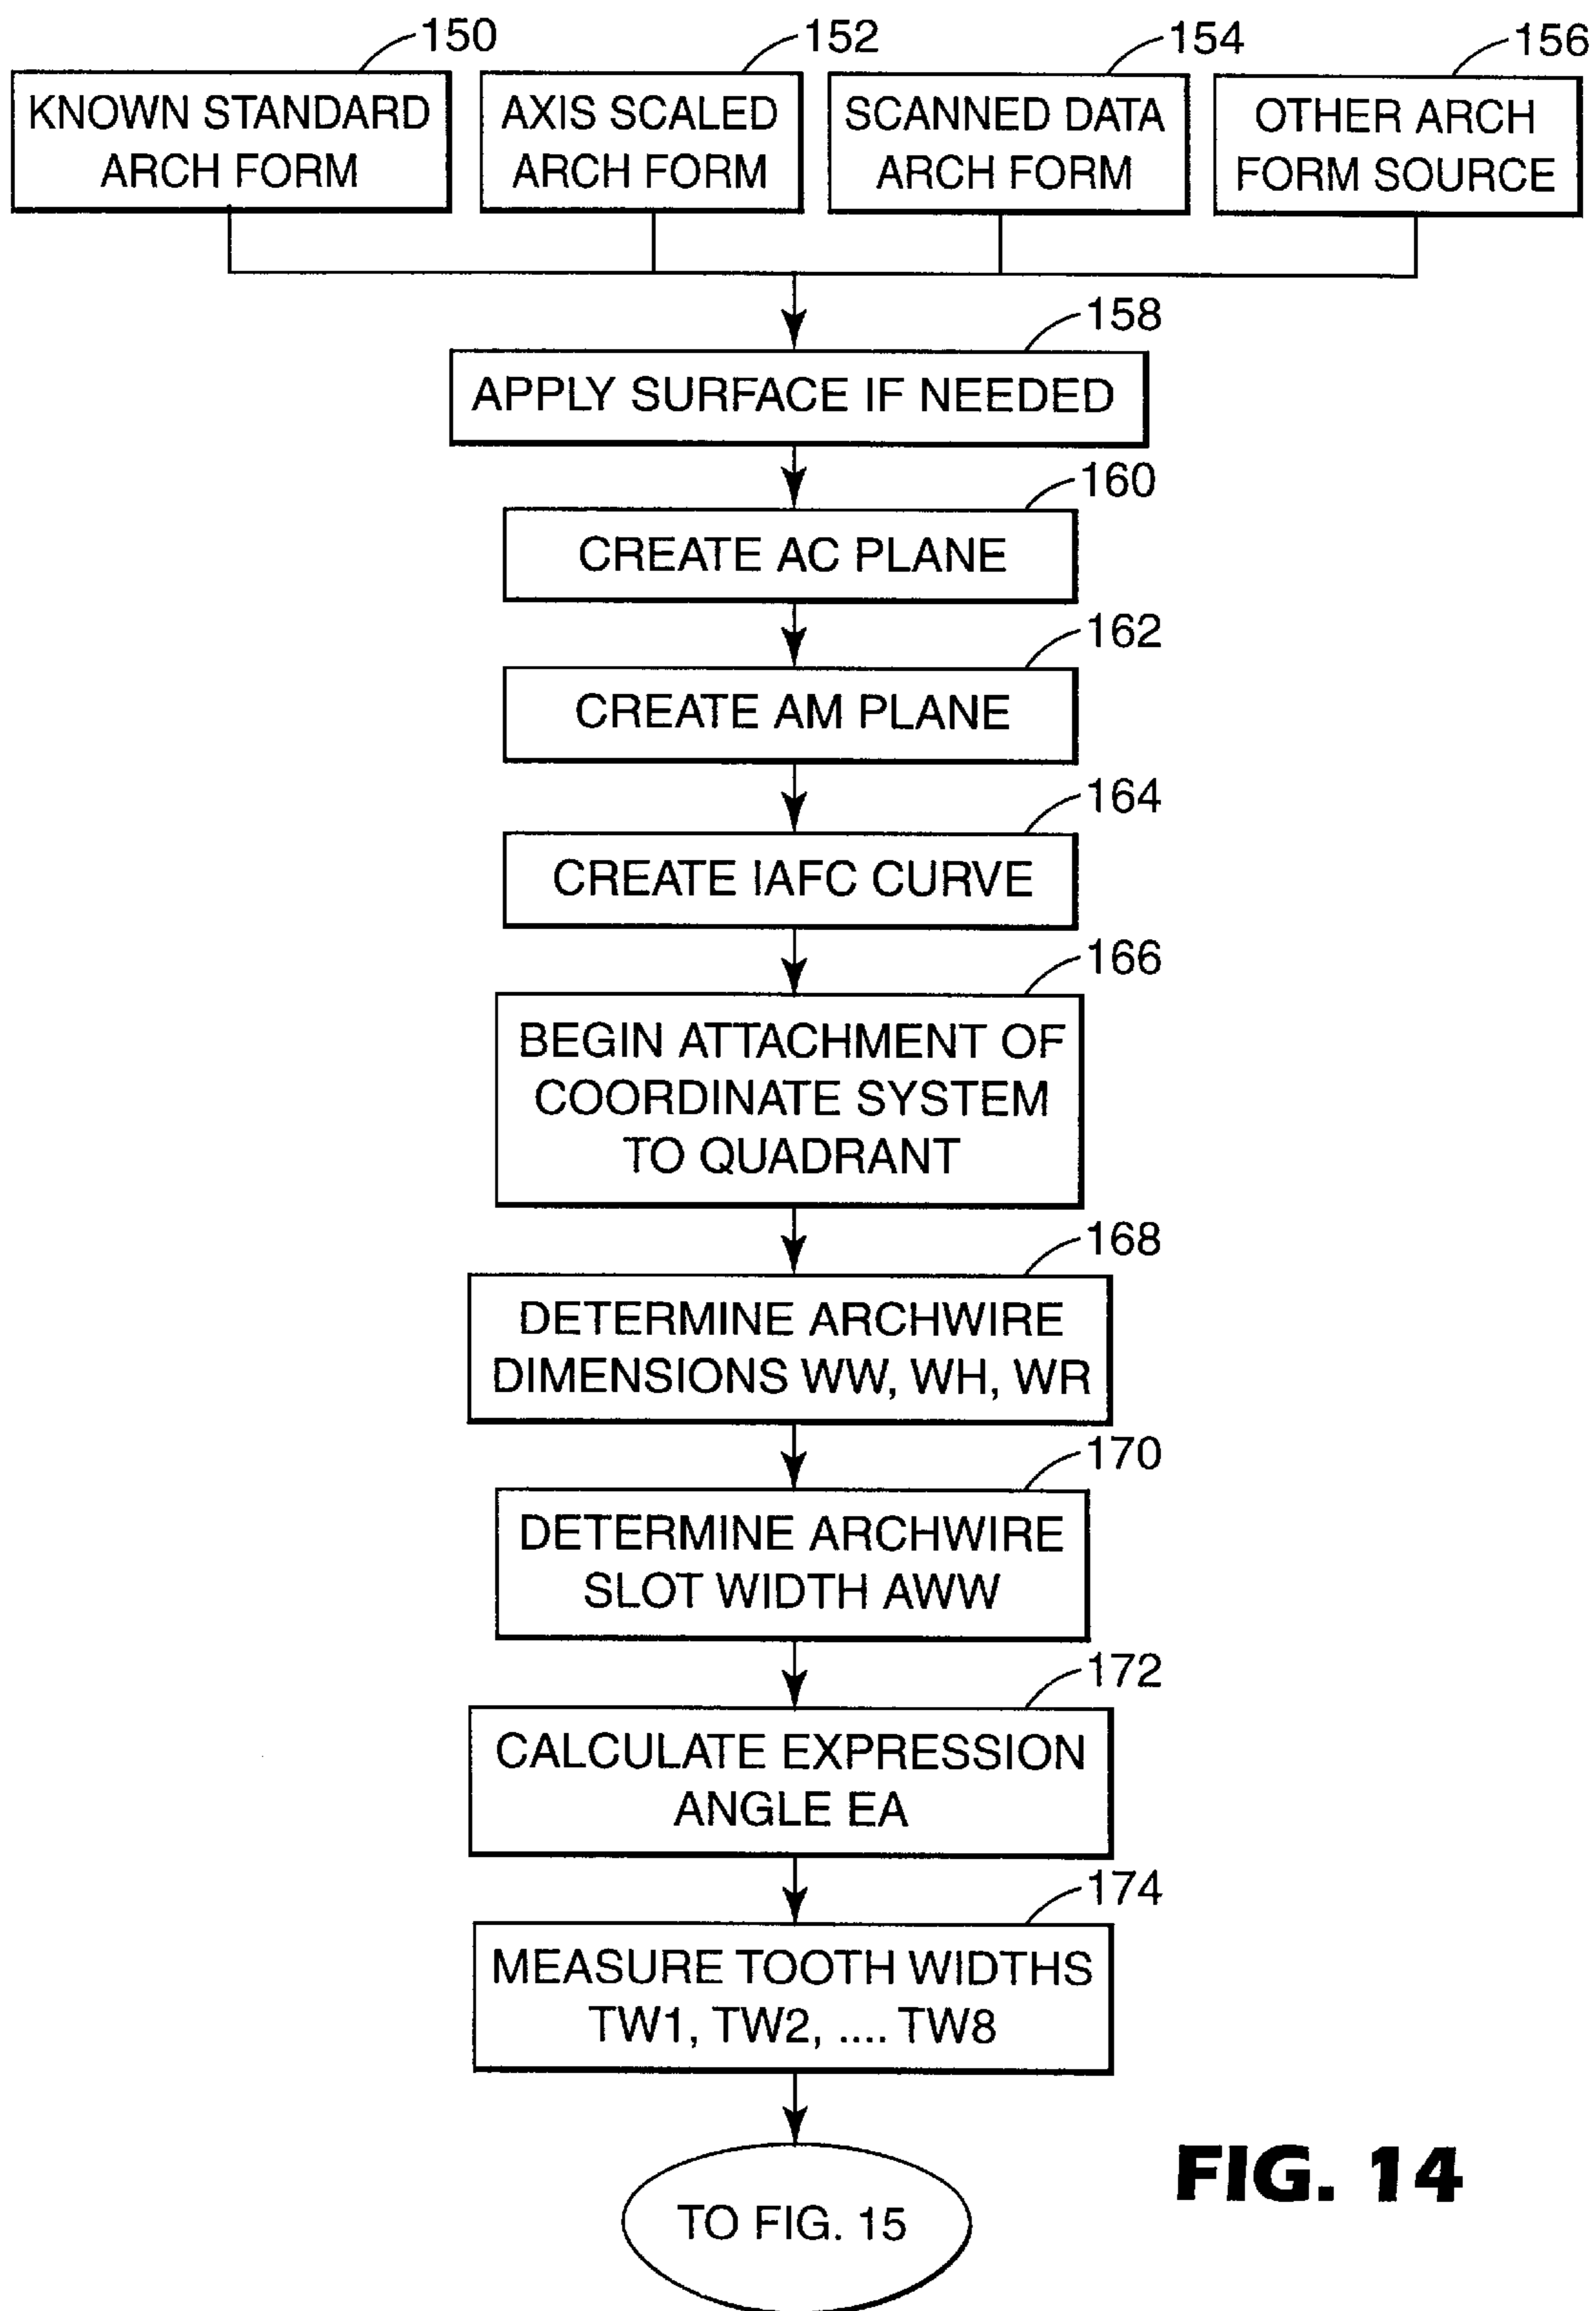 150
152
154
156
KNOWN STANDARD
ARCH FORM
AXIS SCALED
ARCH FORM
SCANNED DATA
ARCH FORM
OTHER ARCH
FORM SOURCE
158
APPLY SURFACE IF NEEDED
160
CREATE AC PLANE
162
CREATE AM PLANE
164
CREATE IAFC CURVE
166
BEGIN ATTACHMENT OF
COORDINATE SYSTEM
TO QUADRANT
168
DETERMINE ARCHWIRE
DIMENSIONS WW, WH, WR
170
DETERMINE ARCHWIRE
SLOT WIDTH AWW
172
CALCULATE EXPRESSION
ANGLE EA
174
MEASURE TOOTH WIDTHS
TW1, TW2, .... TW8
TO FIG. 15
FIG. 14